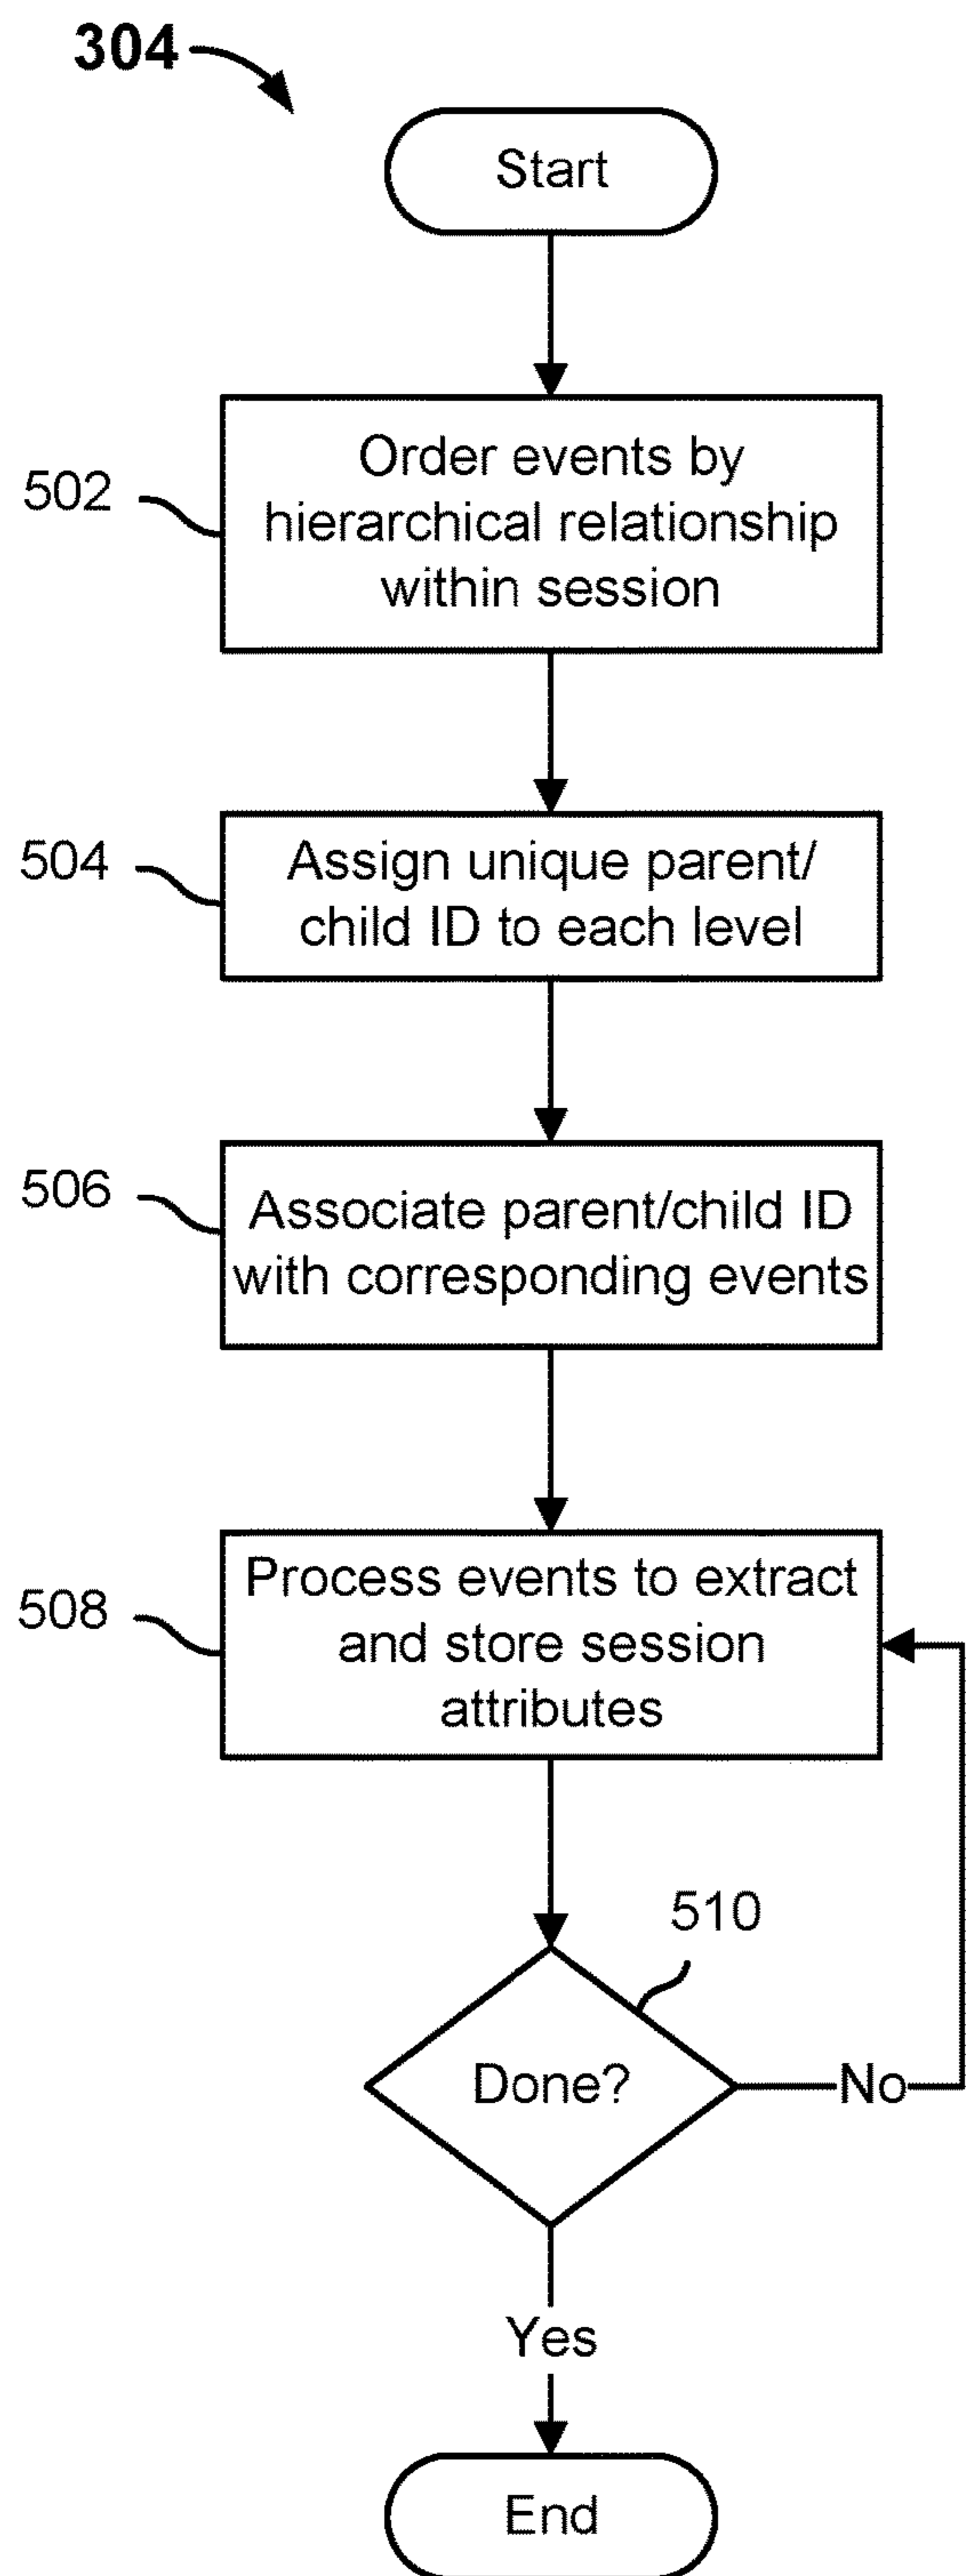 304
Start
502
Order events by
hierarchical relationship
within session
504
Assign unique parent/
child ID to each level
506
Associate parent/child ID
with corresponding events
508
Process events to extract
and store session
attributes
510
Done?
No
Yes
End